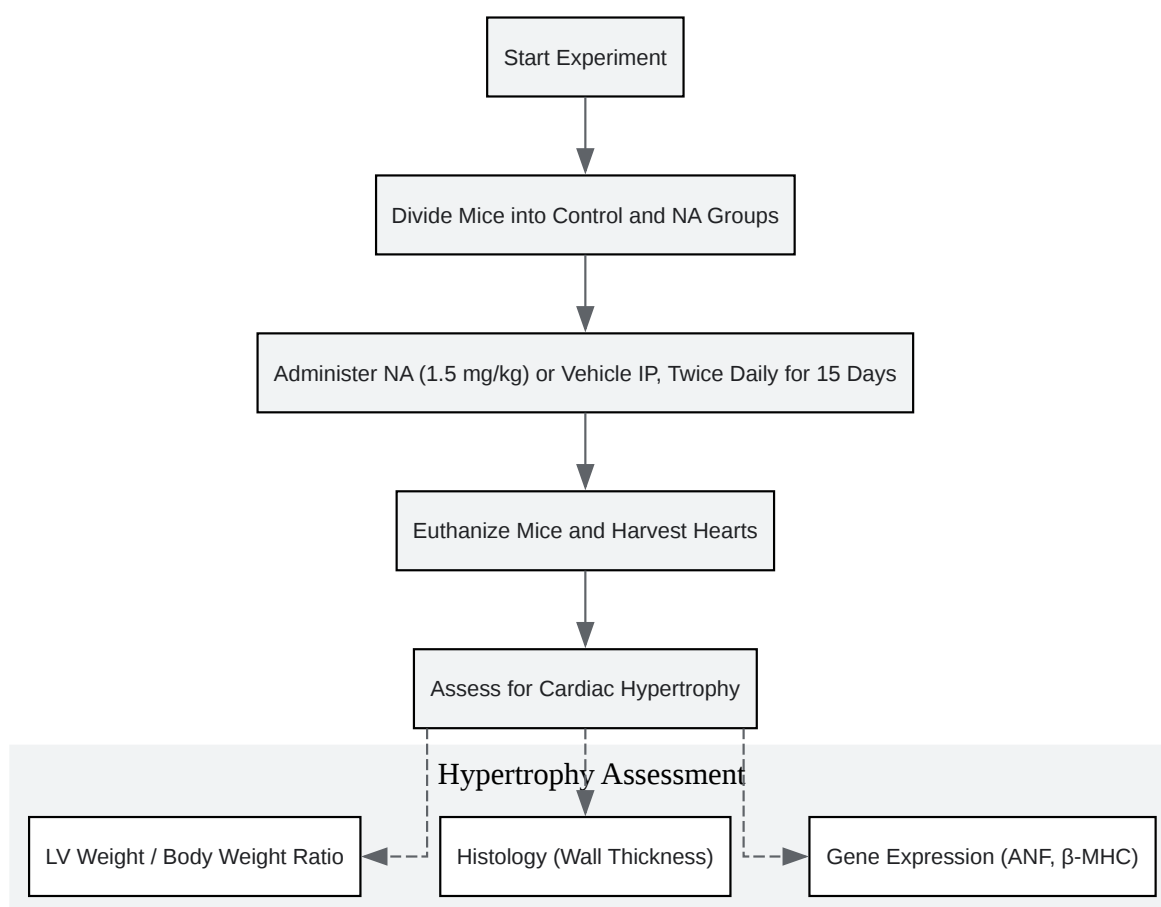 Start Experiment
Divide Mice into Control and NA Groups
Administer NA (1.5 mg/kg) or Vehicle IP, Twice Daily for 15 Days
Euthanize Mice and Harvest Hearts
Assess for Cardiac Hypertrophy
Hypertrophy Assessment
LV Weight / Body Weight Ratio
Histology (Wall Thickness)
Gene Expression (ANF, β-MHC)